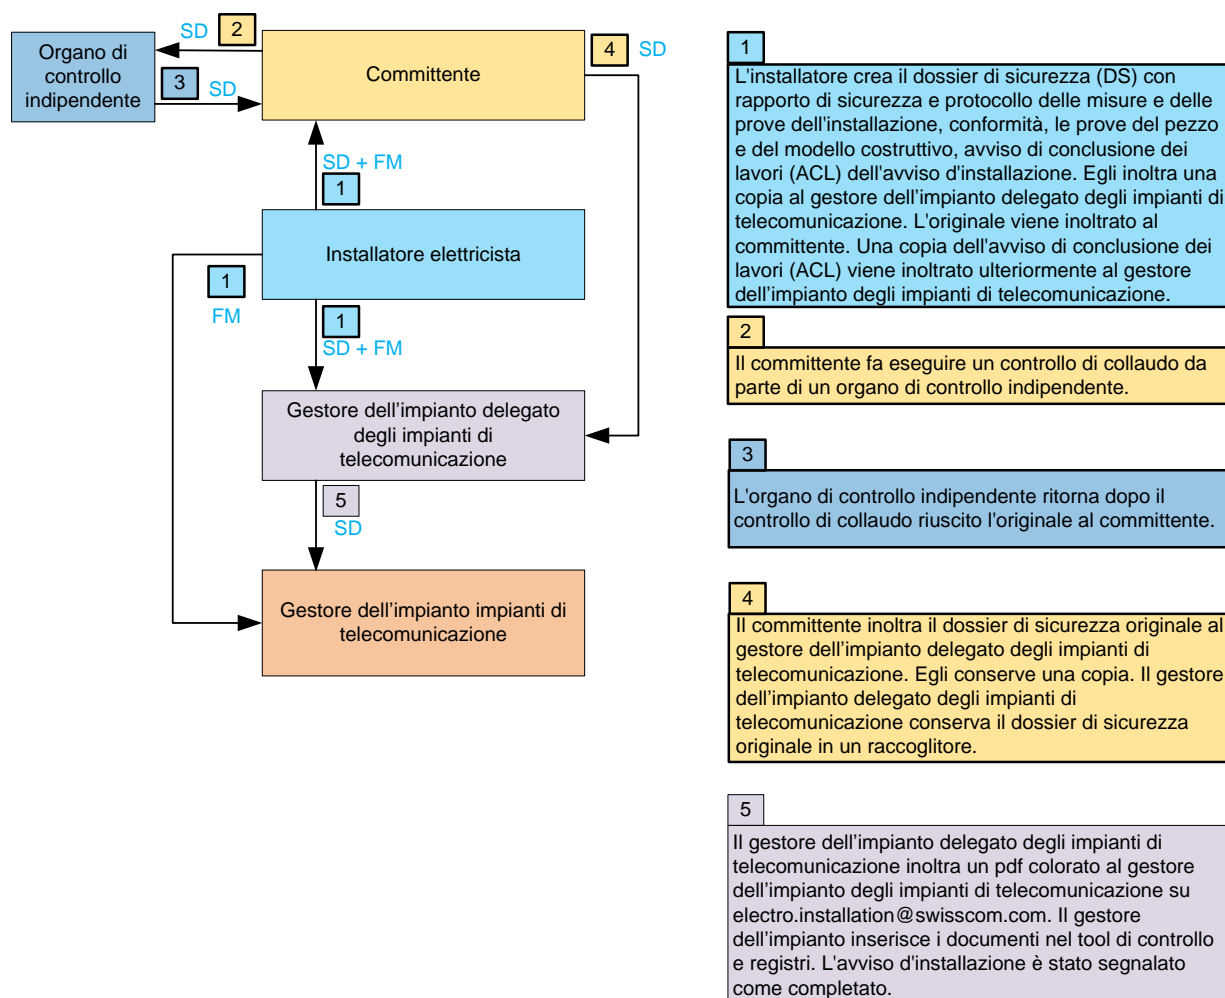 SD
2
Organo di
controllo
indipendente
3
SD
Committente
4
SD
SD + FM
1
Installatore elettricista
1
FM
1
SD + FM
Gestore dell'impianto delegato
degli impianti di
telecomunicazione
5
SD
Gestore dell'impianto impianti di
telecomunicazione
1
L'installatore crea il dossier di sicurezza (DS) con
rapporto di sicurezza e protocollo delle misure e delle
prove dell'installazione, conformità, le prove del pezzo
e del modello costruttivo, avviso di conclusione dei
lavori (ACL) dell'avviso d'installazione. Egli inoltra una
copia al gestore dell'impianto delegato degli impianti di
telecomunicazione. L'originale viene inoltrato al
committente. Una copia dell'avviso di conclusione dei
lavori (ACL) viene inoltrato ulteriormente al gestore
dell'impianto degli impianti di telecomunicazione.
2
Il committente fa eseguire un controllo di collaudo da
parte di un organo di controllo indipendente.
3
L'organo di controllo indipendente ritorna dopo il
controllo di collaudo riuscito l'originale al committente.
4
Il committente inoltra il dossier di sicurezza originale al
gestore dell'impianto delegato degli impianti di
telecomunicazione. Egli conserve una copia. Il gestore
dell'impianto delegato degli impianti di
telecomunicazione conserva il dossier di sicurezza
originale in un raccoglitore.
5
Il gestore dell'impianto delegato degli impianti di
telecomunicazione inoltra un pdf colorato al gestore
dell'impianto degli impianti di telecomunicazione su
electro.installation@swisscom.com. Il gestore
dell'impianto inserisce i documenti nel tool di controllo
e registri. L'avviso d'installazione è stato segnalato
come completato.